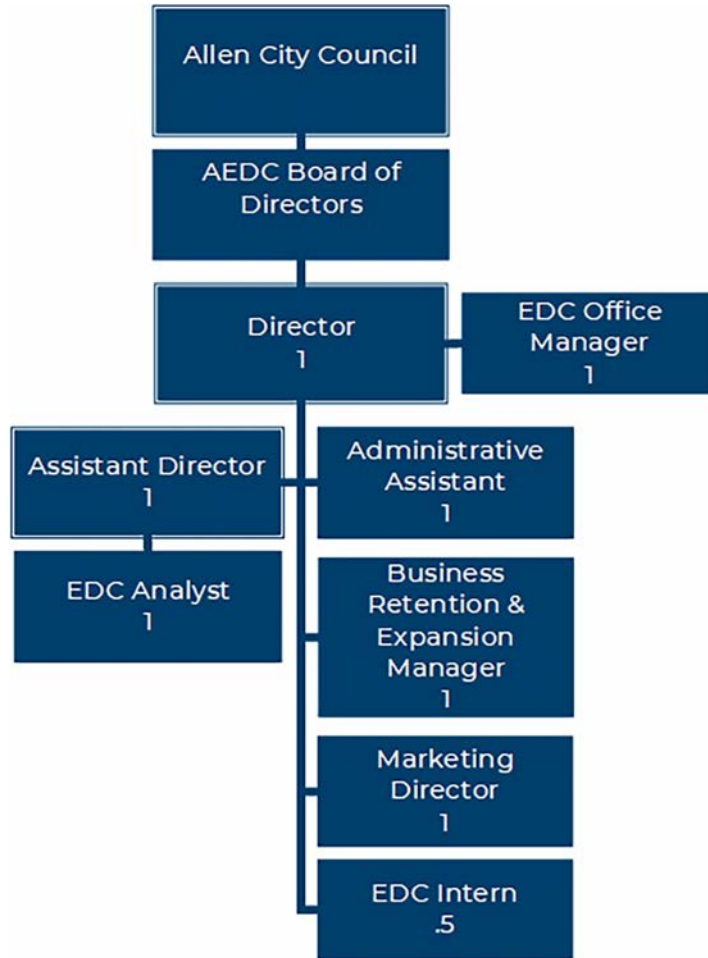 Allen City Council
AEDC Board of
Directors
Director
1
EDC Office
Manager
1
Assistant Director
1
Administrative
Assistant
1
EDC Analyst
1
Business
Retention &
Expansion
Manager
1
Marketing
Director
1
EDC Intern
.5